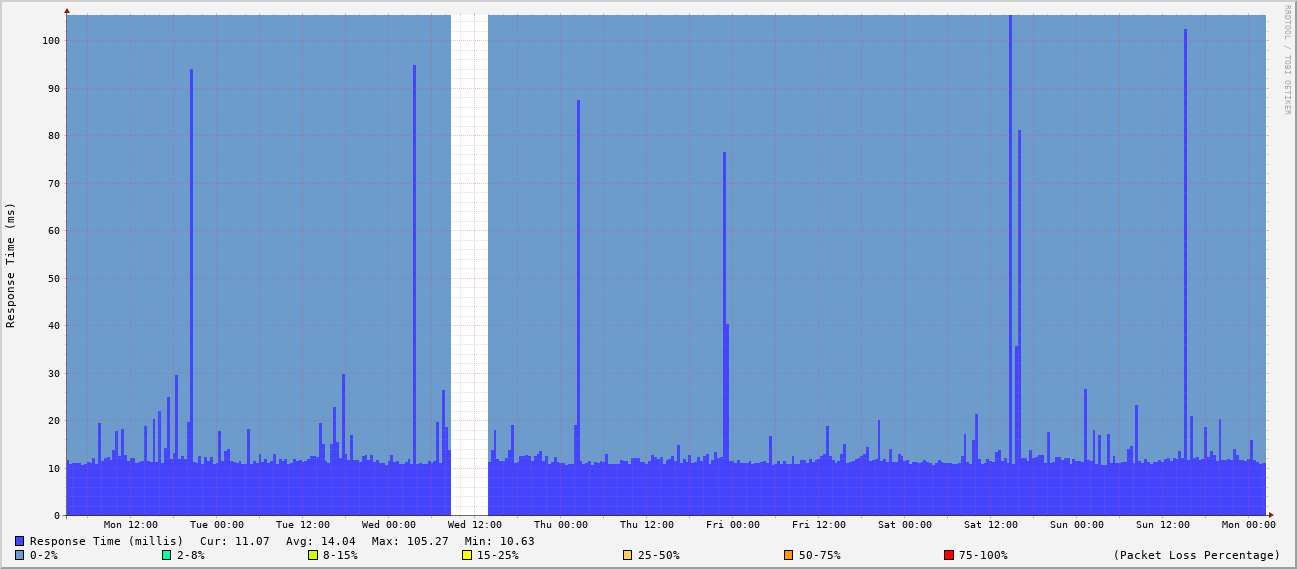 RRDTOOL / TOBI OETIKER
Response Time (ms)
100
90
80
70
60
50
40
30
20
10
0
Mon 12:00 Tue 00:00 Tue 12:00 Wed 00:00 Wed 12:00 Thu 00:00 Thu 12:00 Fri 00:00 Fri 12:00 Sat 00:00 Sat 12:00 Sun 00:00 Sun 12:00 Mon 00:00
Response Time (millis) Cur: 11.07 Avg: 14.04 Max: 105.27 Min: 10.63
0-2% 2-8% 8-15% 15-25% 25-50% 50-75% 75-100% (Packet Loss Percentage)